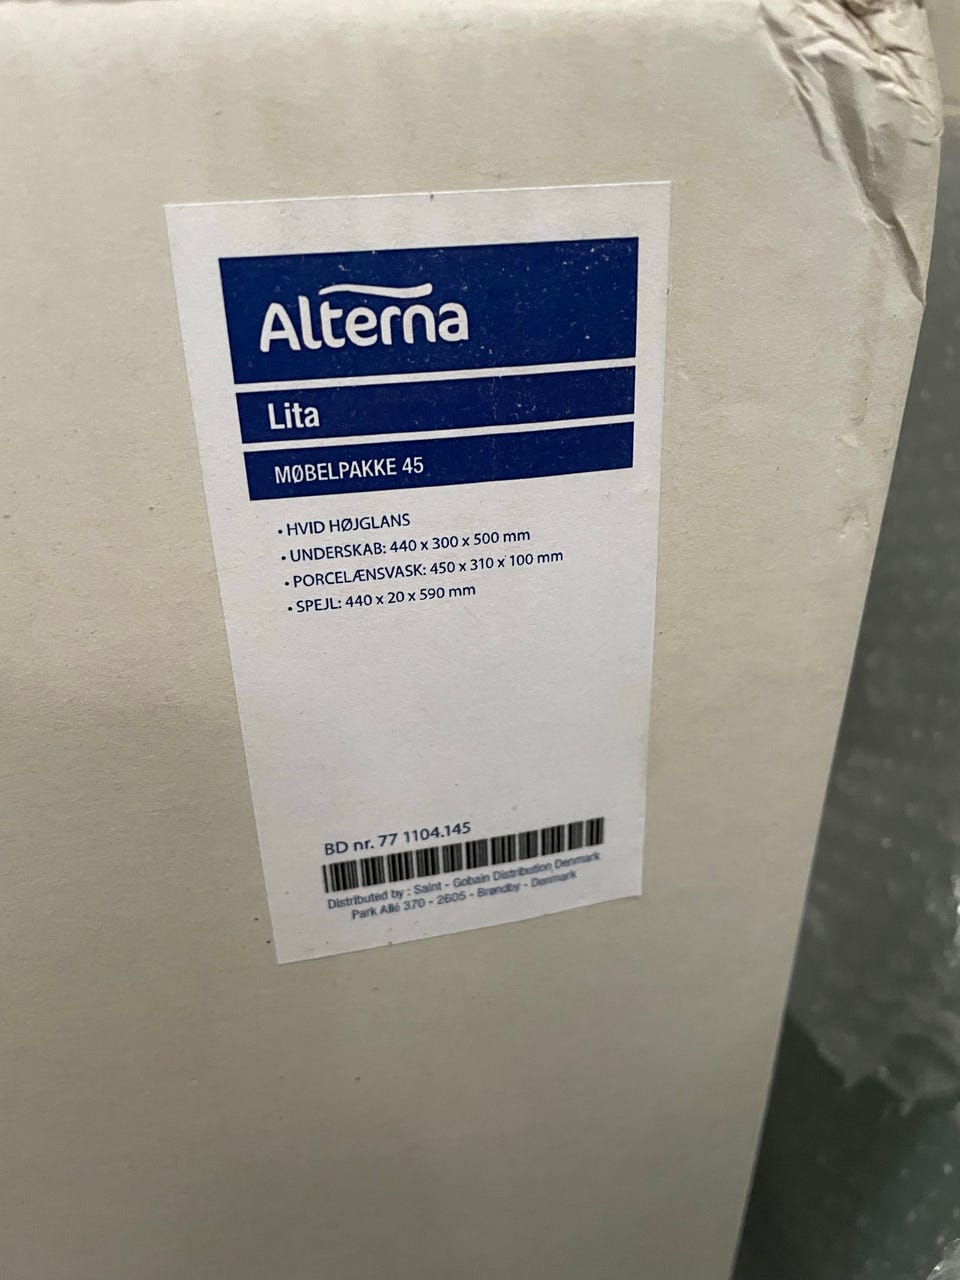 Alterna
Lita
MØBELPAKKE 45
• HVID HØJGLANS
• UNDERSKAB: 440 x 300 x 500 mm
• PORCELÆNSVASK: 450 x 310 x 100 mm
• SPEJL: 440 x 20 x 590 mm
BD nr. 77 1104.145
Distributed by : Saint - Gobain Distribution Denmark
Park Allé 370 - 2605 - Brøndby - Denmark